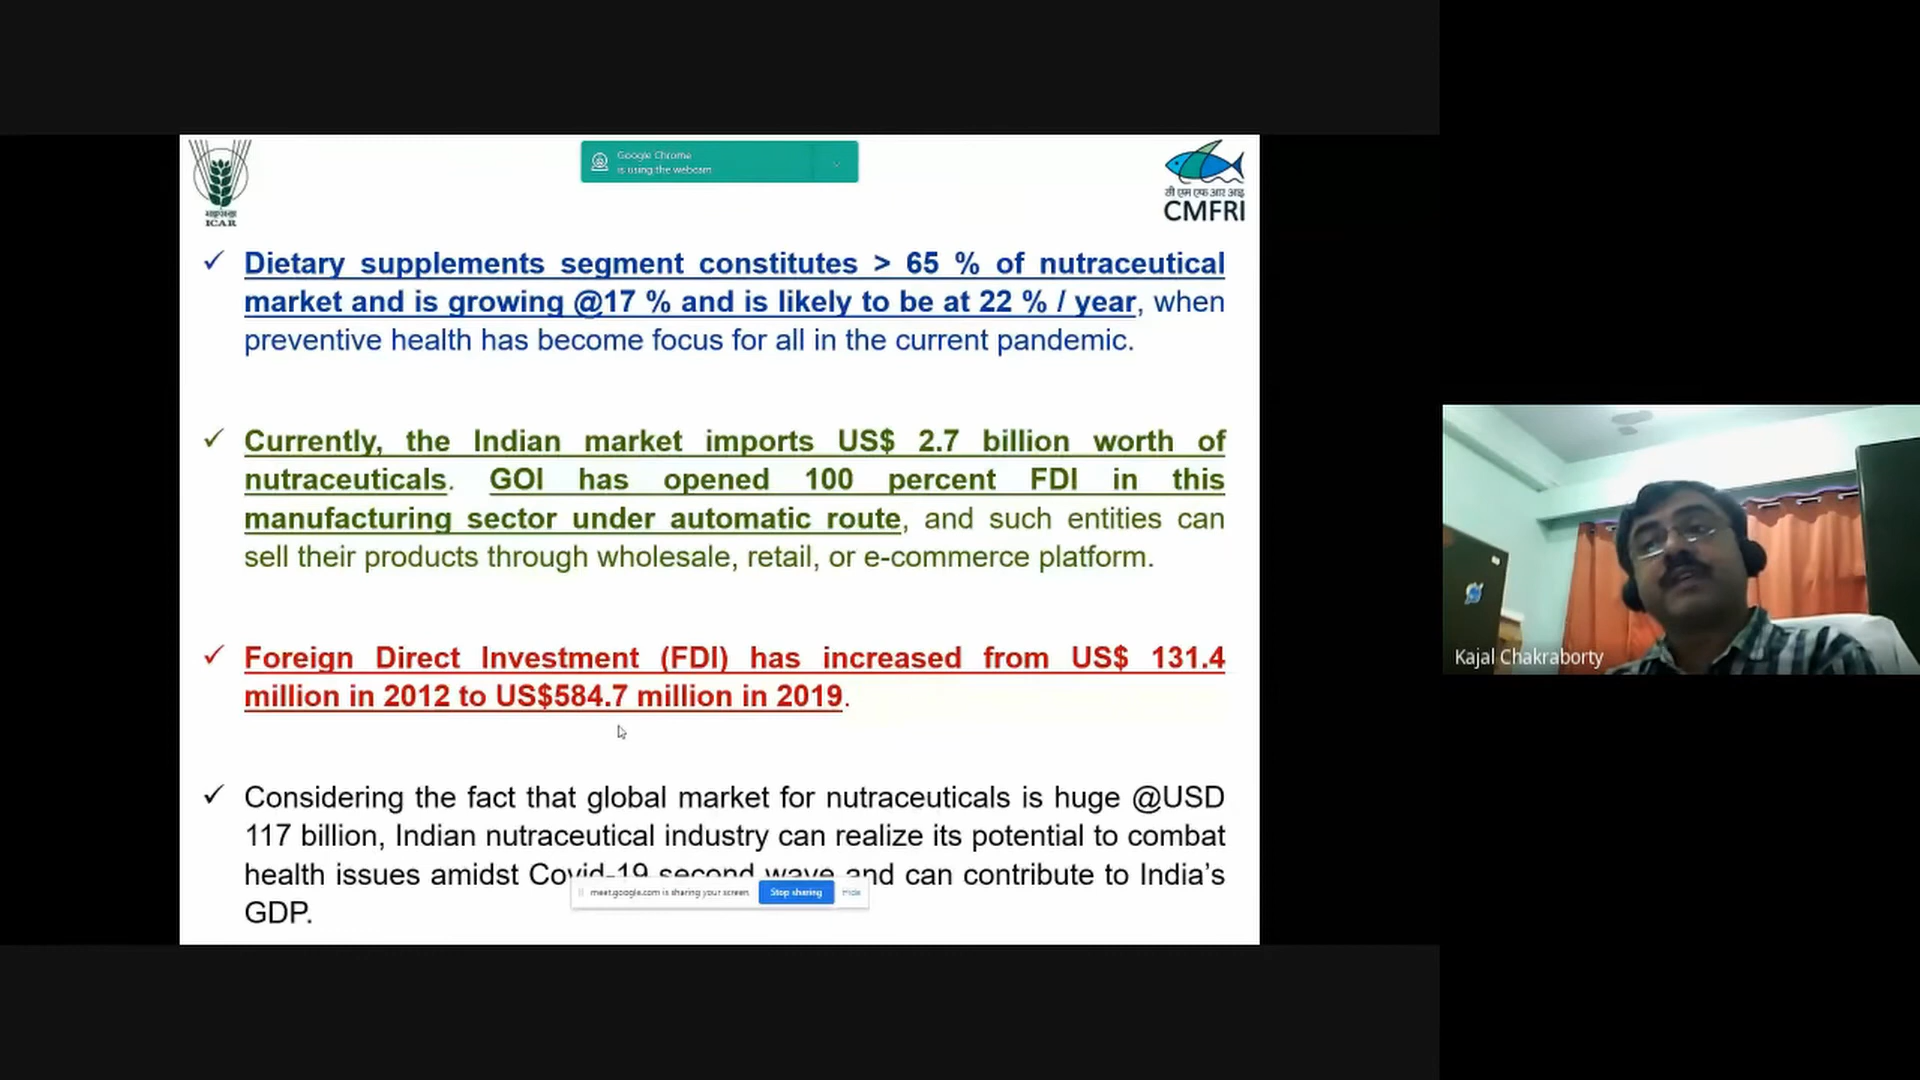 Google Chrome
is using the webcam
ICAR
सी एम एफ आर आइ
CMFRI
✓ Dietary supplements segment constitutes > 65 % of nutraceutical
market and is growing @17 % and is likely to be at 22 % / year, when
preventive health has become focus for all in the current pandemic.
✓ Currently, the Indian market imports US$ 2.7 billion worth of
nutraceuticals. GOI has opened 100 percent FDI in this
manufacturing sector under automatic route, and such entities can
sell their products through wholesale, retail, or e-commerce platform.
✓ Foreign Direct Investment (FDI) has increased from US$ 131.4
million in 2012 to US$584.7 million in 2019.
✓ Considering the fact that global market for nutraceuticals is huge @USD
117 billion, Indian nutraceutical industry can realize its potential to combat
health issues amidst Covid-19 second wave and can contribute to India's
GDP.
meet.google.com is sharing your screen. Stop sharing Hide
Kajal Chakraborty